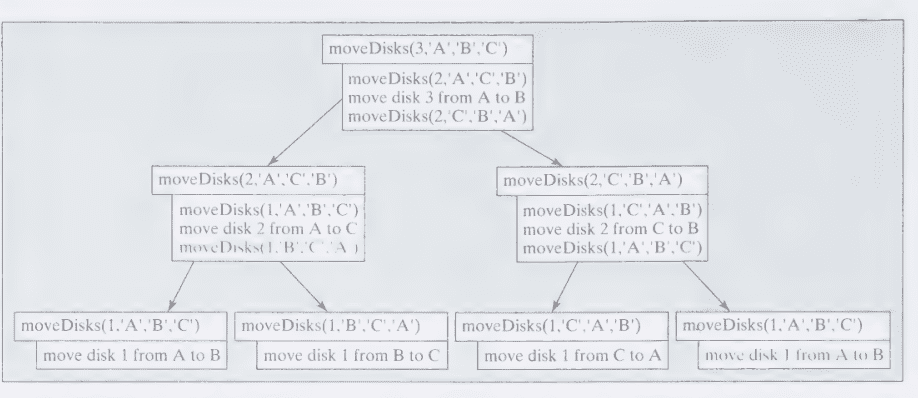 moveDisks(3,'A','B','C')
moveDisks(2,'A','C','B')
move disk 3 from A to B
moveDisks(2,'C','B','A')
moveDisks(2,'A','C','B')
moveDisks(1,'A','B','C')
move disk 2 from A to C
moveDisks(1,'B','C','A')
moveDisks(2,'C','B','A')
moveDisks(1,'C','A','B')
move disk 2 from C to B
moveDisks(1,'A','B','C')
moveDisks(1,'A','B','C')
move disk 1 from A to B
moveDisks(1,'B','C','A')
move disk 1 from B to C
moveDisks(1,'C','A','B')
move disk 1 from C to A
moveDisks(1,'A','B','C')
move disk 1 from A to B